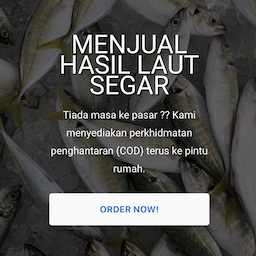 MENJUAL
HASIL LAUT
SEGAR
Tiada masa ke pasar ?? Kami
menyediakan perkhidmatan
penghantaran (COD) terus ke pintu
rumah.
ORDER NOW!